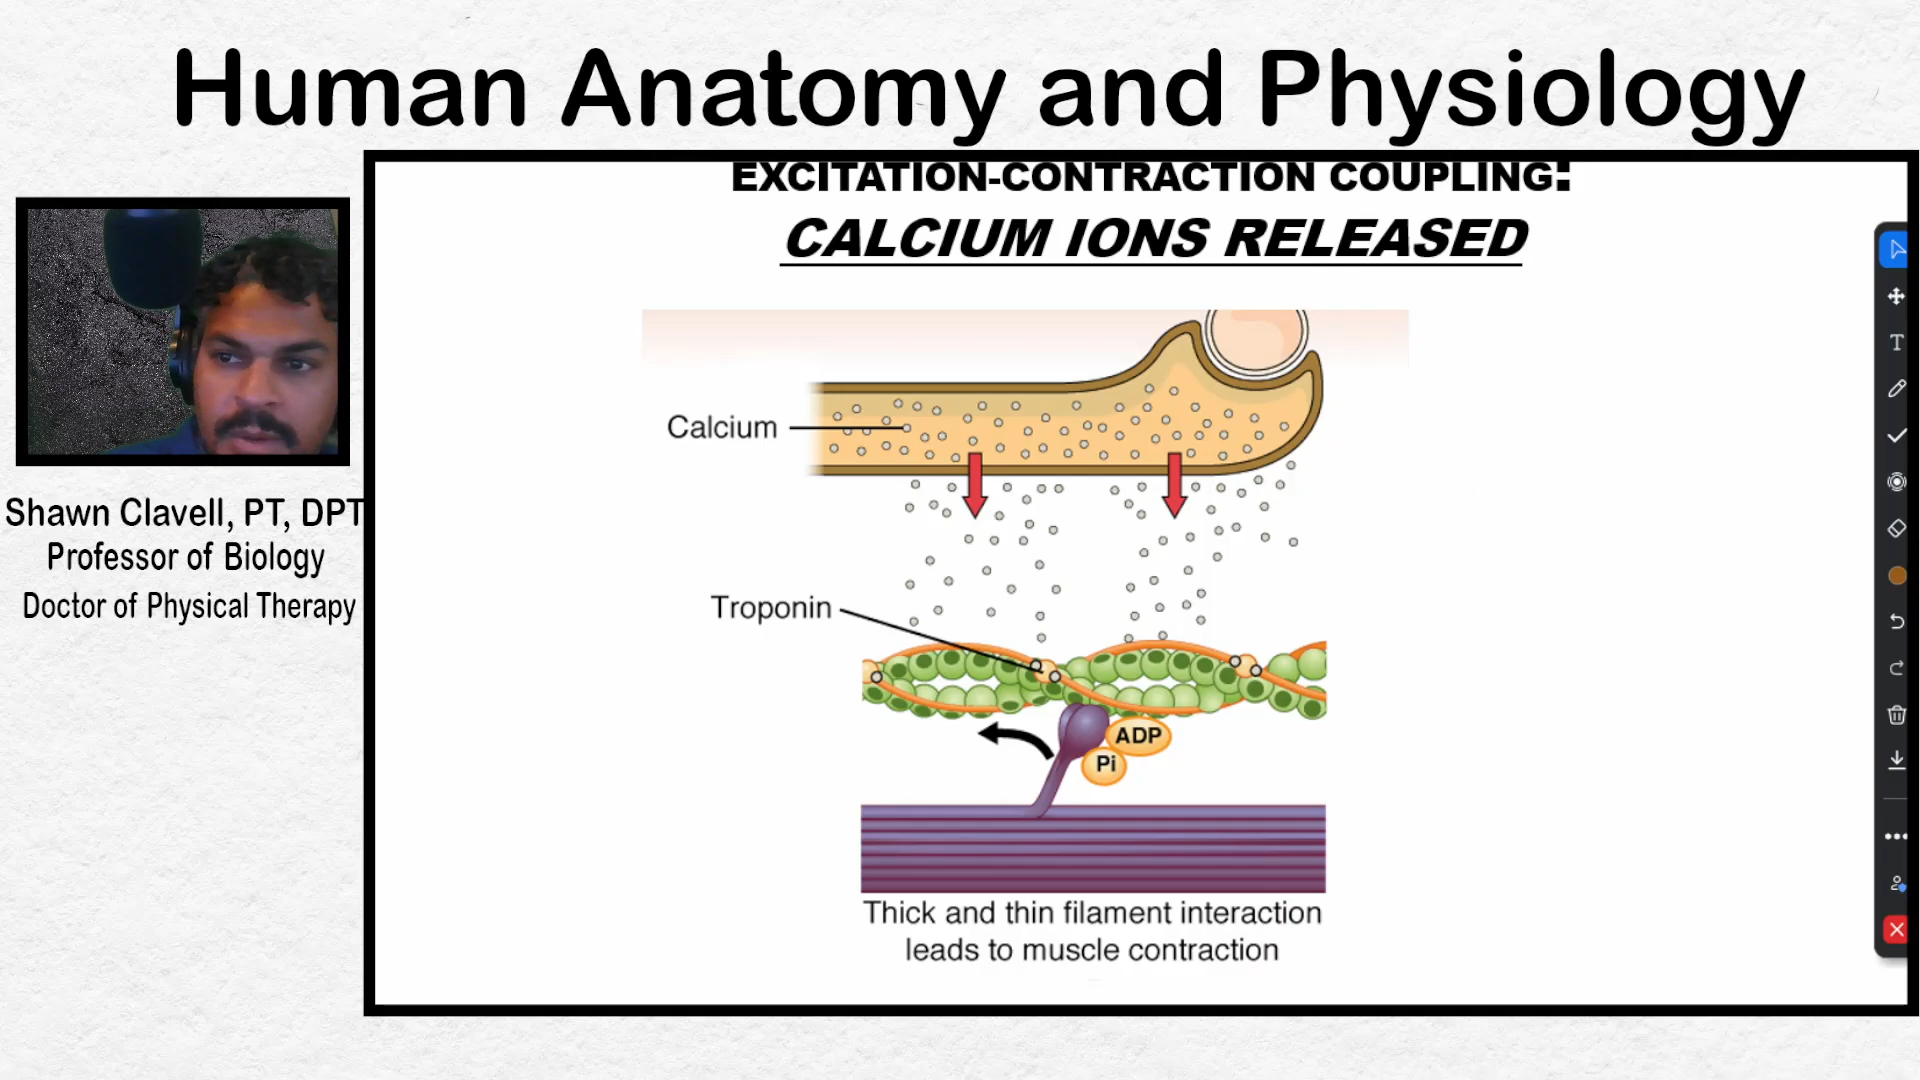 Human Anatomy and Physiology
EXCITATION-CONTRACTION COUPLING:
CALCIUM IONS RELEASED
Shawn Clavell, PT, DPT
Professor of Biology
Doctor of Physical Therapy
Calcium
Troponin
ADP
Pi
Thick and thin filament interaction
leads to muscle contraction
T